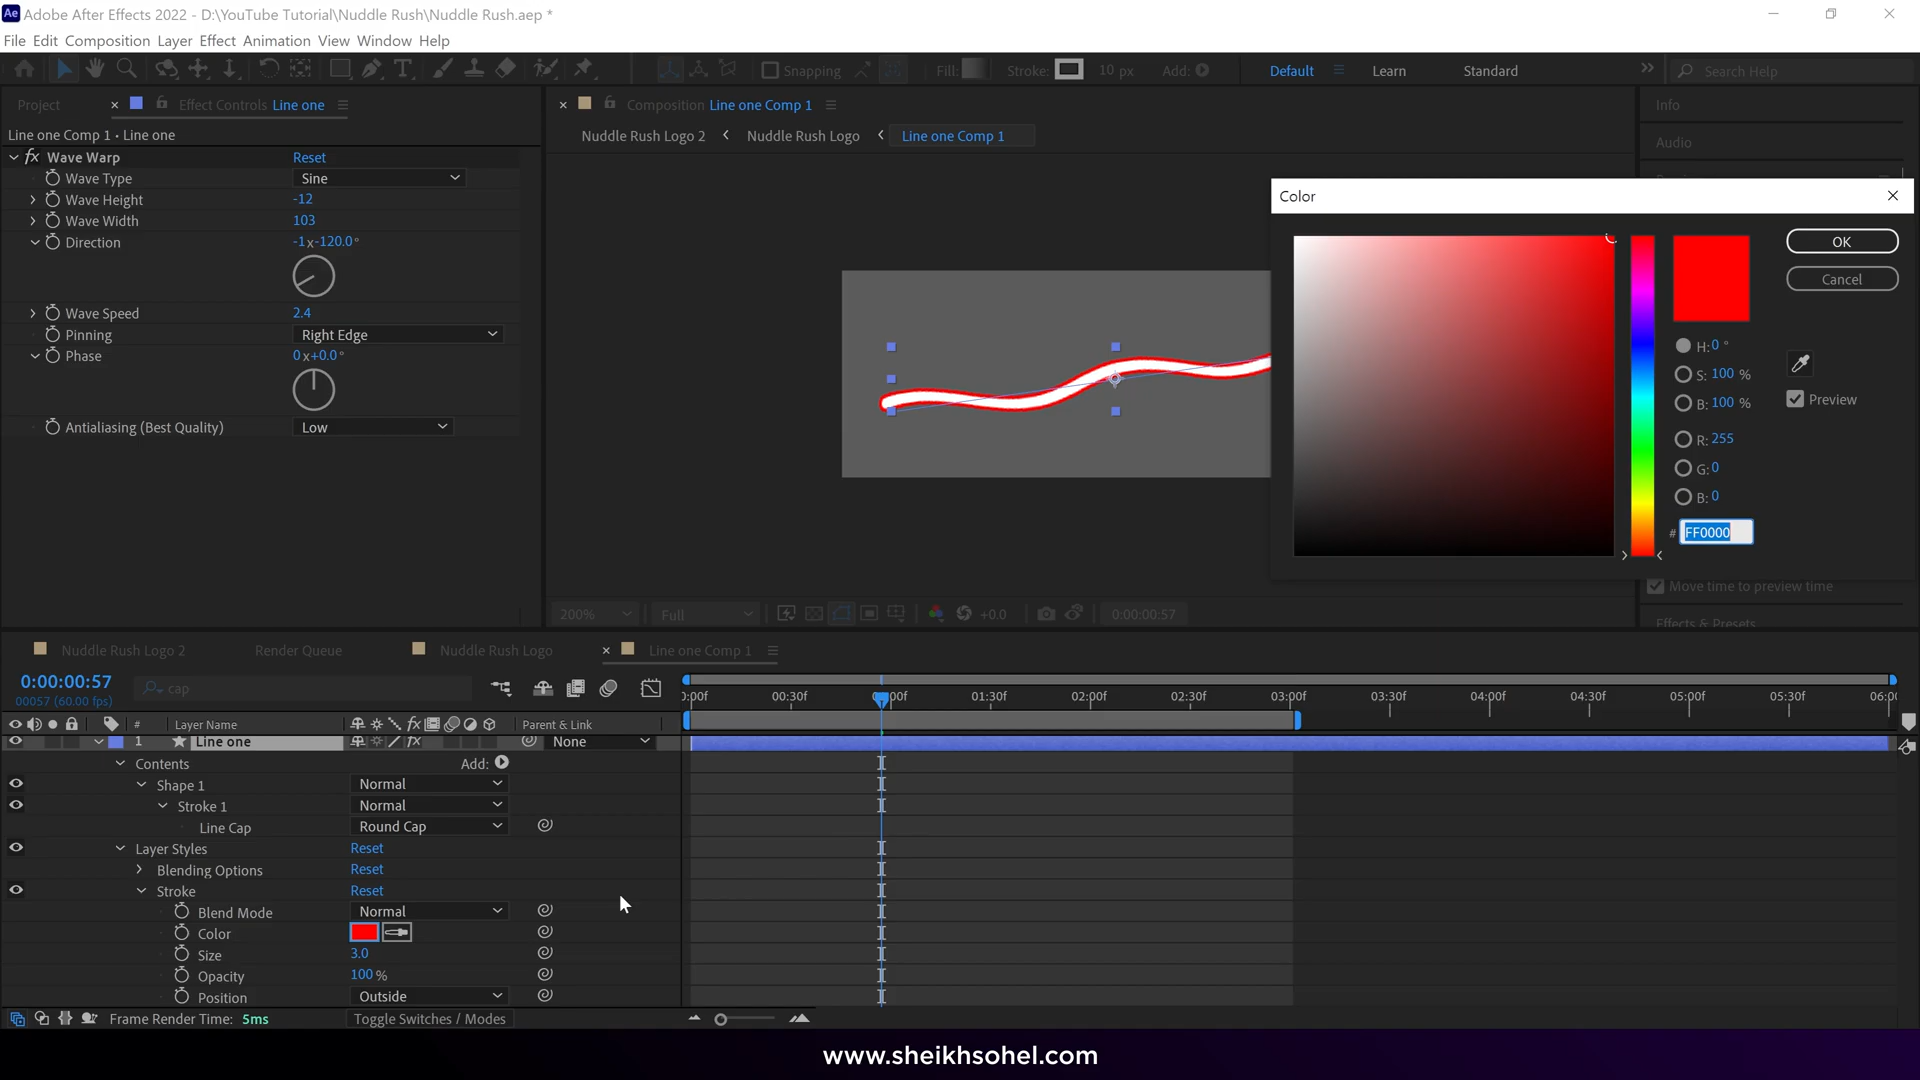 Ae Adobe After Effects 2022 - D:\YouTube Tutorial\Nuddle Rush\Nuddle Rush.aep *
File Edit Composition Layer Effect Animation View Window Help
Snapping Fill: Stroke: 10 px Add: Default Learn Standard Search Help
Project Effect Controls Line one
Composition Line one Comp 1
Info
Line one Comp 1 • Line one
Nuddle Rush Logo 2 Nuddle Rush Logo Line one Comp 1
Audio
fx Wave Warp Reset
Wave Type Sine
Wave Height -12
Wave Width 103
Direction -1x-120.0°
Wave Speed 2.4
Pinning Right Edge
Phase 0x+0.0°
Antialiasing (Best Quality) Low
Color
OK
Cancel
H: 0 °
S: 100 %
B: 100 %
Preview
R: 255
G: 0
B: 0
# FF0000
Move time to preview time
Effects & Presets
200% Full +0.0 0:00:00:57
Nuddle Rush Logo 2 Render Queue Nuddle Rush Logo Line one Comp 1
0:00:00:57
00057 (60.00 fps)
cap
0:00f 00:30f 00f 01:30f 02:00f 02:30f 03:00f 03:30f 04:00f 04:30f 05:00f 05:30f 06:0
# Layer Name fx Parent & Link
1 Line one fx None
Contents Add:
Shape 1 Normal
Stroke 1 Normal
Line Cap Round Cap
Layer Styles Reset
Blending Options Reset
Stroke Reset
Blend Mode Normal
Color
Size 3.0
Opacity 100 %
Position Outside
Frame Render Time: 5ms Toggle Switches / Modes
www.sheikhsohel.com